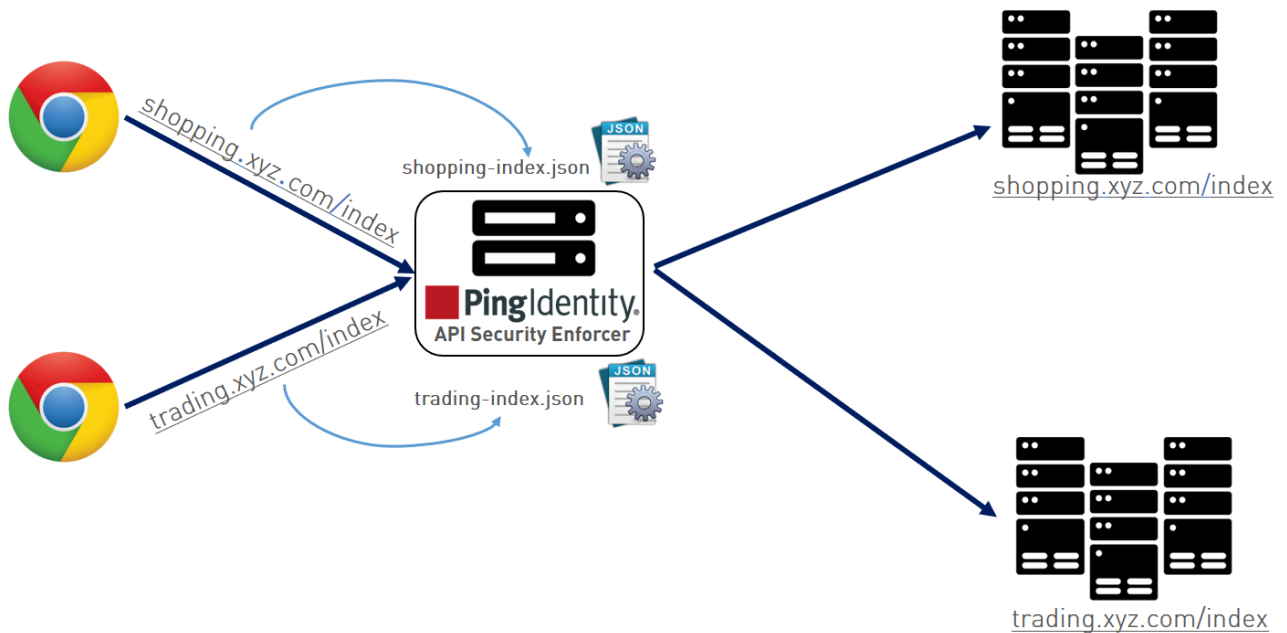 shopping.xyz.com/index
JSON
shopping-index.json
shopping.xyz.com/index
PingIdentity®
API Security Enforcer
trading.xyz.com/index
JSON
trading-index.json
trading.xyz.com/index